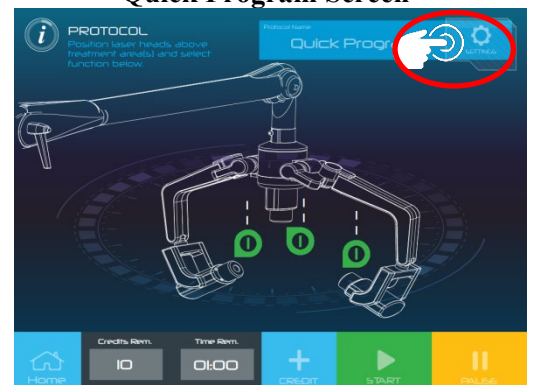 Quick Program Screen
i
PROTOCOL
Position laser heads above
treatment area(s) and select
function below.
Protocol Name
Quick Progr
SETTINGS
Credits Rem.
Time Rem.
10
01:00
Home
CREDIT
START
PAUSE